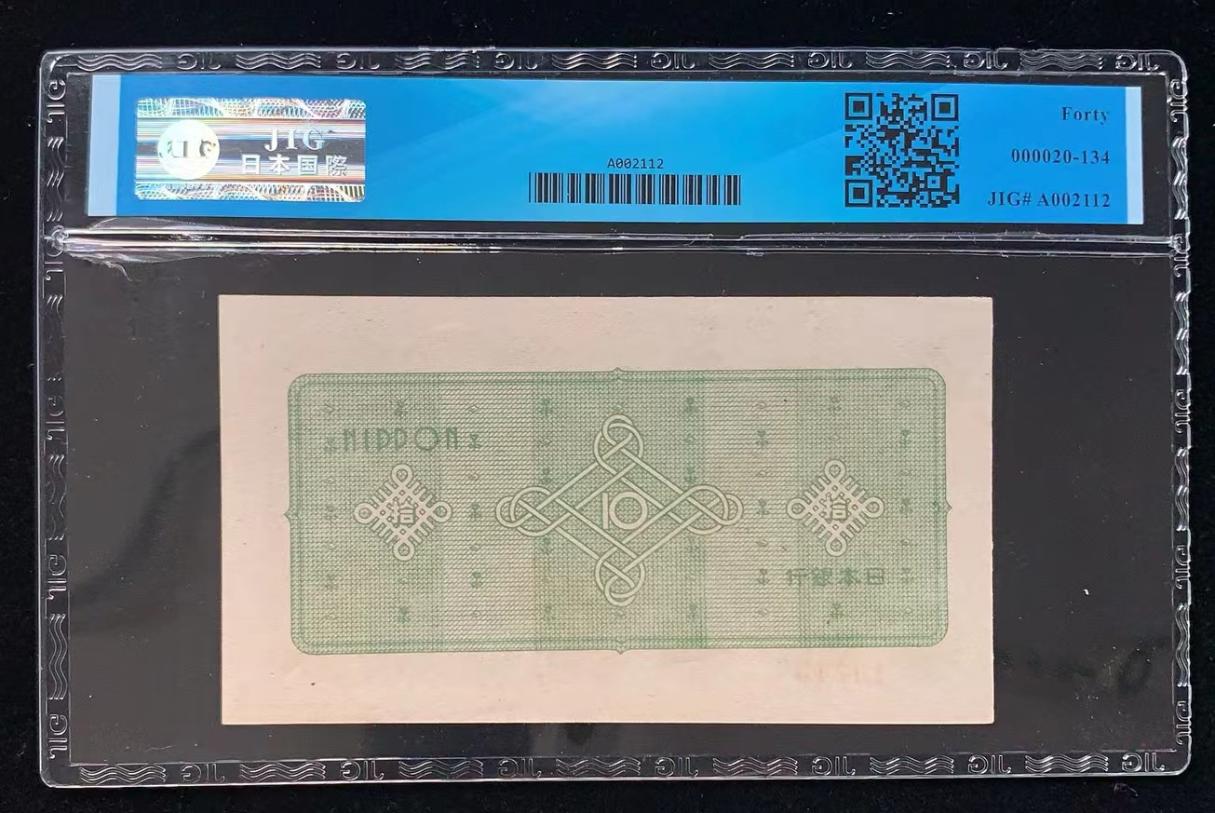 JIG
日本国際
A002112
Forty
000020-134
JIG# A002112
NIPPON
拾
10
拾
行銀本日